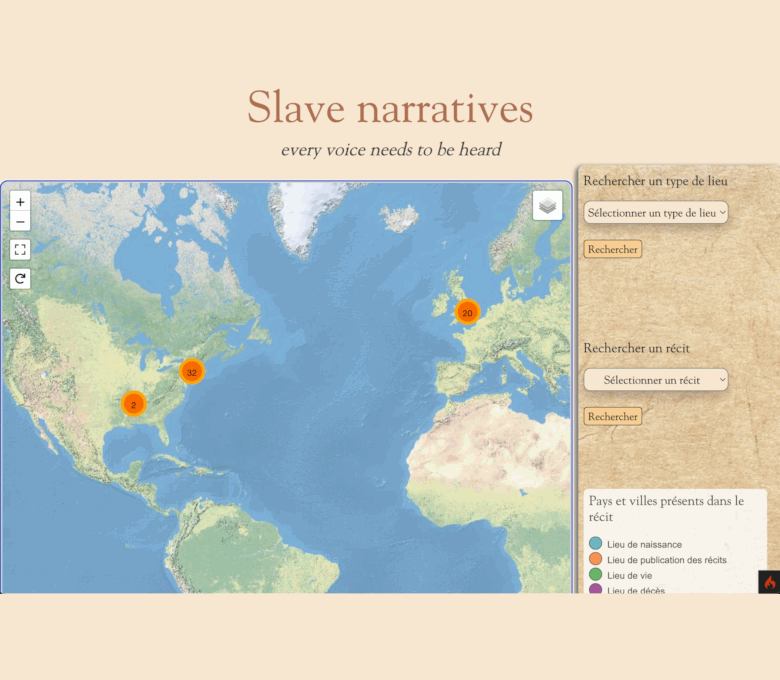 Slave narratives
every voice needs to be heard
+
−
20
32
2
Rechercher un type de lieu
Sélectionner un type de lieu
Rechercher
Rechercher un récit
Sélectionner un récit
Rechercher
Pays et villes présents dans le
récit
Lieu de naissance
Lieu de publication des récits
Lieu de vie
Lieu de décès